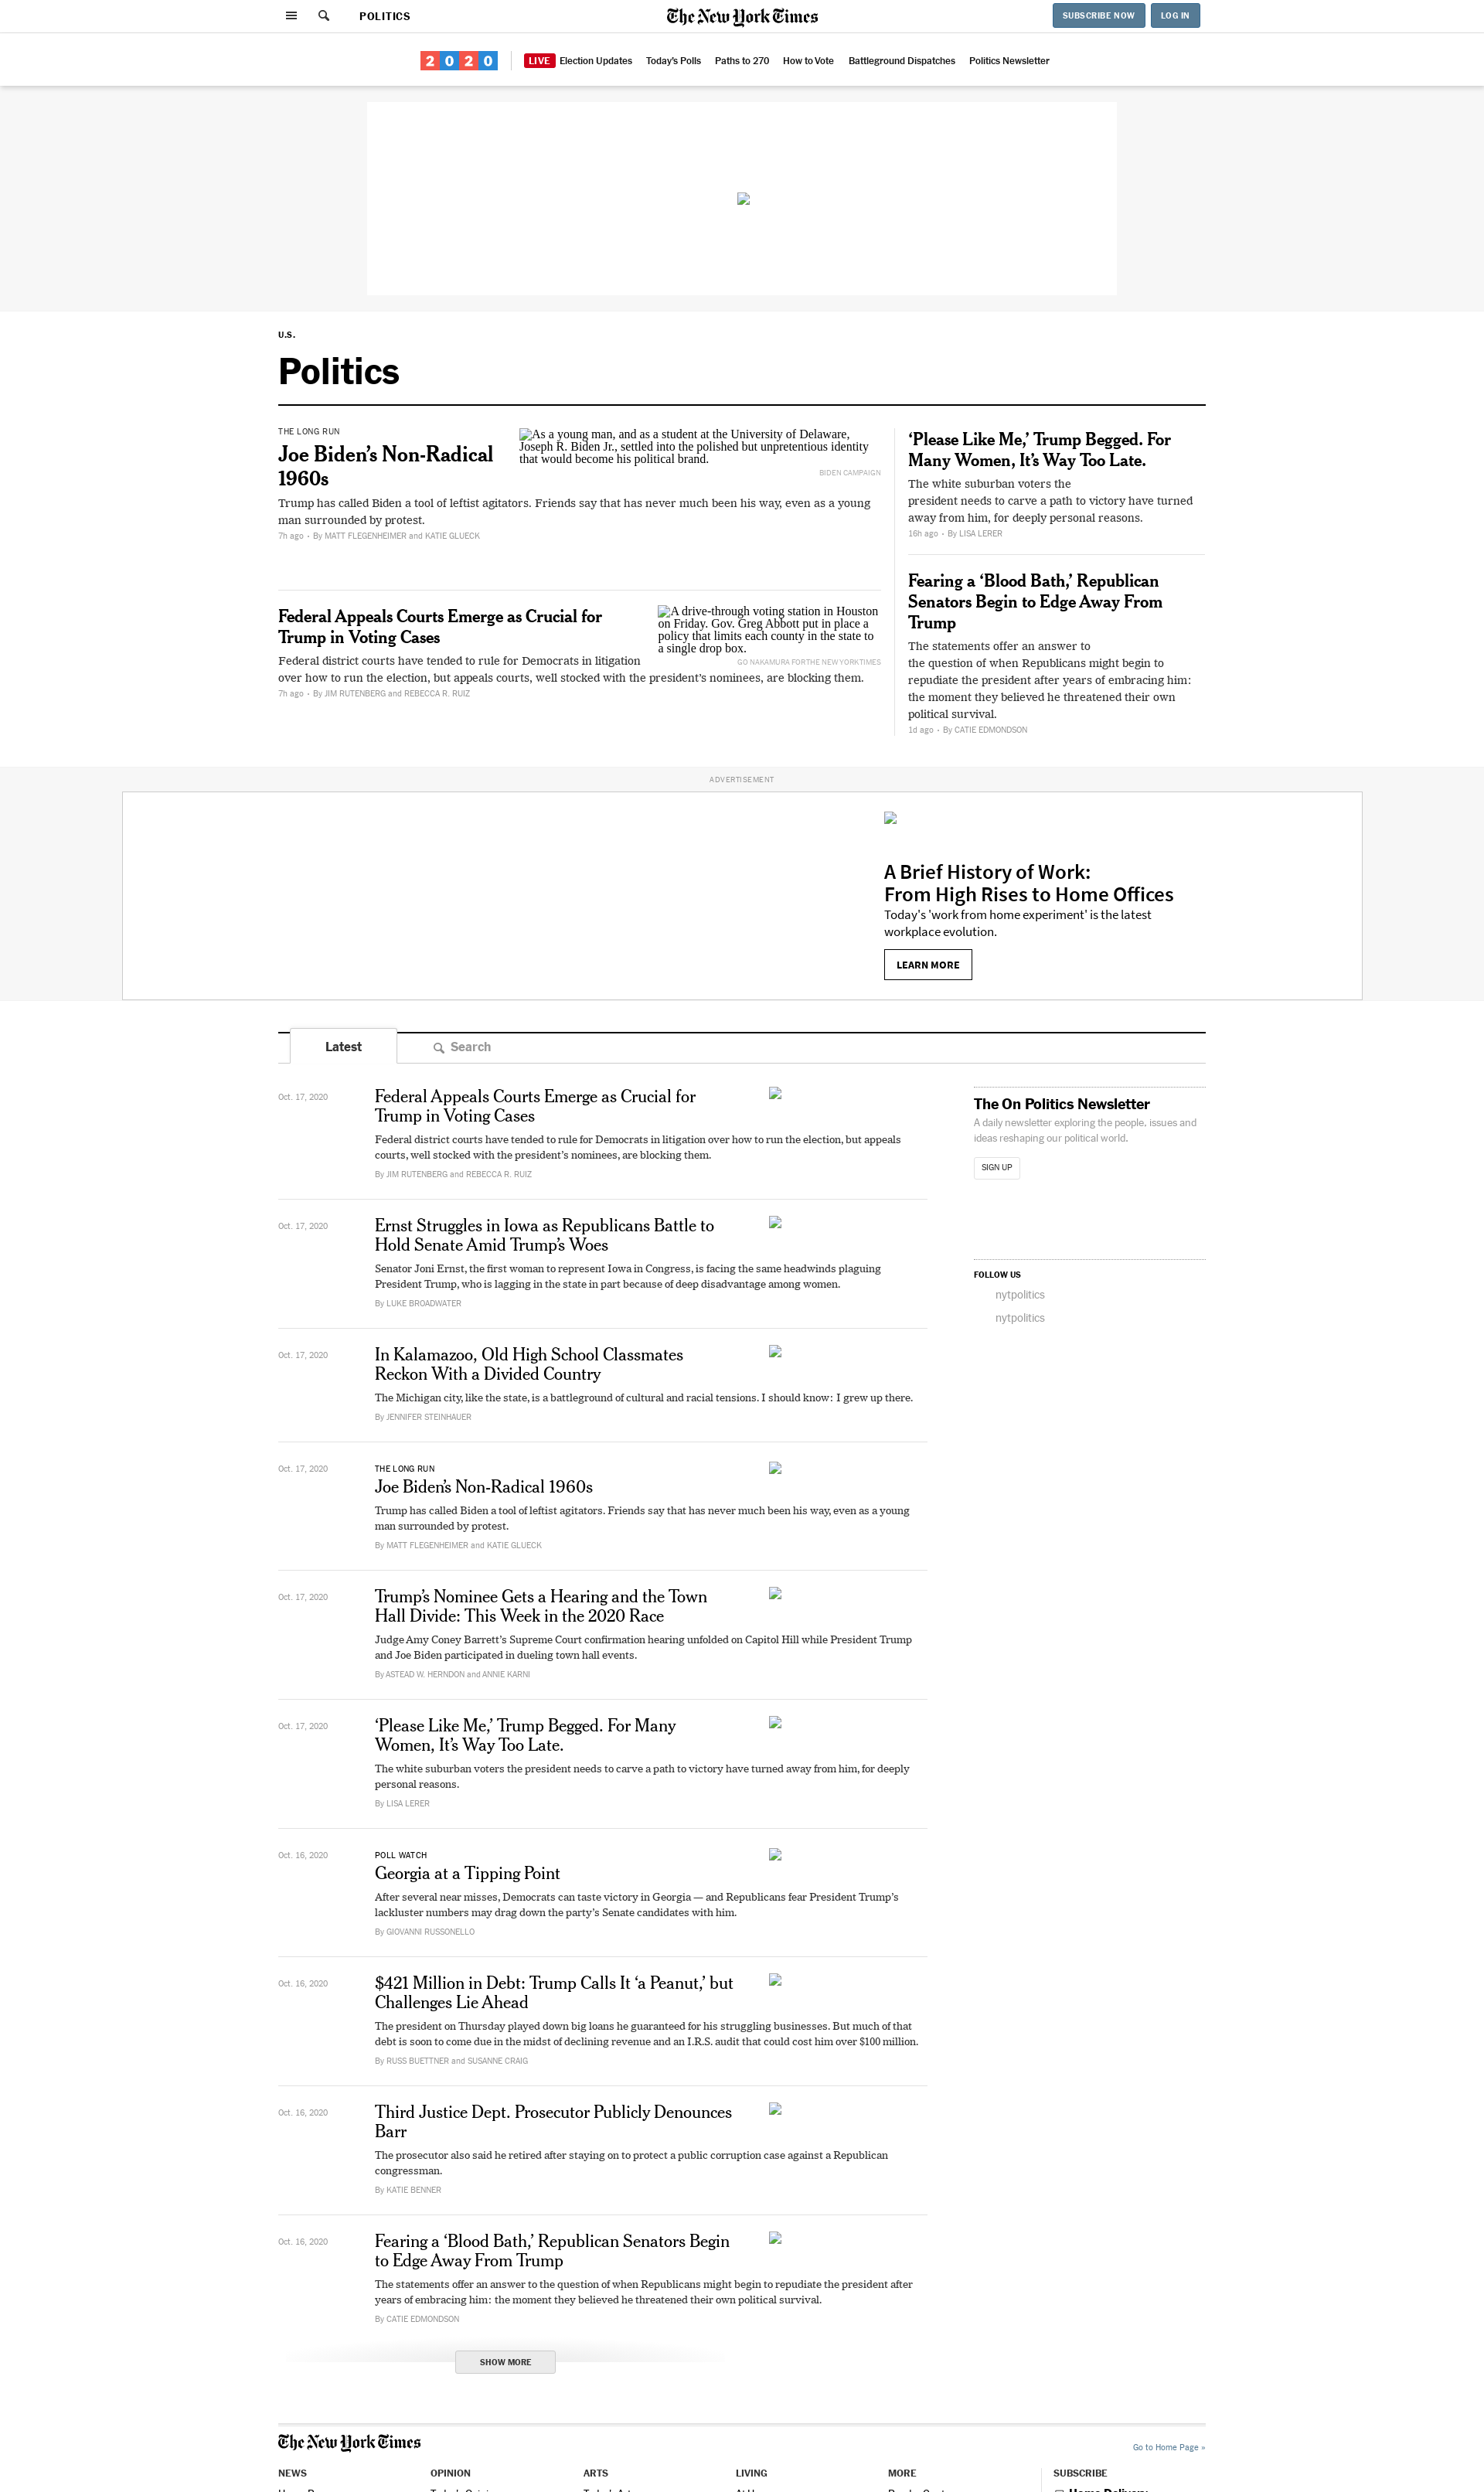 POLITICS
The New York Times
SUBSCRIBE NOW
LOG IN
2020
LIVE Election Updates
Today's Polls
Paths to 270
How to Vote
Battleground Dispatches
Politics Newsletter
U.S.
Politics
THE LONG RUN
Joe Biden’s Non-Radical
1960s
As a young man, and as a student at the University of Delaware,
Joseph R. Biden Jr., settled into the polished but unpretentious identity
that would become his political brand.
BIDEN CAMPAIGN
Trump has called Biden a tool of leftist agitators. Friends say that has never much been his way, even as a young
man surrounded by protest.
7h ago • By MATT FLEGENHEIMER and KATIE GLUECK
Federal Appeals Courts Emerge as Crucial for
Trump in Voting Cases
A drive-through voting station in Houston
on Friday. Gov. Greg Abbott put in place a
policy that limits each county in the state to
a single drop box.
GO NAKAMURA FOR THE NEW YORK TIMES
Federal district courts have tended to rule for Democrats in litigation
over how to run the election, but appeals courts, well stocked with the president’s nominees, are blocking them.
7h ago • By JIM RUTENBERG and REBECCA R. RUIZ
‘Please Like Me,’ Trump Begged. For
Many Women, It’s Way Too Late.
The white suburban voters the
president needs to carve a path to victory have turned
away from him, for deeply personal reasons.
16h ago • By LISA LERER
Fearing a ‘Blood Bath,’ Republican
Senators Begin to Edge Away From
Trump
The statements offer an answer to
the question of when Republicans might begin to
repudiate the president after years of embracing him:
the moment they believed he threatened their own
political survival.
1d ago • By CATIE EDMONDSON
ADVERTISEMENT
A Brief History of Work:
From High Rises to Home Offices
Today's 'work from home experiment' is the latest
workplace evolution.
LEARN MORE
Latest
Search
Oct. 17, 2020
Federal Appeals Courts Emerge as Crucial for
Trump in Voting Cases
Federal district courts have tended to rule for Democrats in litigation over how to run the election, but appeals
courts, well stocked with the president’s nominees, are blocking them.
By JIM RUTENBERG and REBECCA R. RUIZ
Oct. 17, 2020
Ernst Struggles in Iowa as Republicans Battle to
Hold Senate Amid Trump’s Woes
Senator Joni Ernst, the first woman to represent Iowa in Congress, is facing the same headwinds plaguing
President Trump, who is lagging in the state in part because of deep disadvantage among women.
By LUKE BROADWATER
Oct. 17, 2020
In Kalamazoo, Old High School Classmates
Reckon With a Divided Country
The Michigan city, like the state, is a battleground of cultural and racial tensions. I should know: I grew up there.
By JENNIFER STEINHAUER
Oct. 17, 2020
THE LONG RUN
Joe Biden’s Non-Radical 1960s
Trump has called Biden a tool of leftist agitators. Friends say that has never much been his way, even as a young
man surrounded by protest.
By MATT FLEGENHEIMER and KATIE GLUECK
Oct. 17, 2020
Trump’s Nominee Gets a Hearing and the Town
Hall Divide: This Week in the 2020 Race
Judge Amy Coney Barrett’s Supreme Court confirmation hearing unfolded on Capitol Hill while President Trump
and Joe Biden participated in dueling town hall events.
By ASTEAD W. HERNDON and ANNIE KARNI
Oct. 17, 2020
‘Please Like Me,’ Trump Begged. For Many
Women, It’s Way Too Late.
The white suburban voters the president needs to carve a path to victory have turned away from him, for deeply
personal reasons.
By LISA LERER
Oct. 16, 2020
POLL WATCH
Georgia at a Tipping Point
After several near misses, Democrats can taste victory in Georgia — and Republicans fear President Trump’s
lackluster numbers may drag down the party’s Senate candidates with him.
By GIOVANNI RUSSONELLO
Oct. 16, 2020
$421 Million in Debt: Trump Calls It ‘a Peanut,’ but
Challenges Lie Ahead
The president on Thursday played down big loans he guaranteed for his struggling businesses. But much of that
debt is soon to come due in the midst of declining revenue and an I.R.S. audit that could cost him over $100 million.
By RUSS BUETTNER and SUSANNE CRAIG
Oct. 16, 2020
Third Justice Dept. Prosecutor Publicly Denounces
Barr
The prosecutor also said he retired after staying on to protect a public corruption case against a Republican
congressman.
By KATIE BENNER
Oct. 16, 2020
Fearing a ‘Blood Bath,’ Republican Senators Begin
to Edge Away From Trump
The statements offer an answer to the question of when Republicans might begin to repudiate the president after
years of embracing him: the moment they believed he threatened their own political survival.
By CATIE EDMONDSON
SHOW MORE
The On Politics Newsletter
A daily newsletter exploring the people, issues and
ideas reshaping our political world.
SIGN UP
FOLLOW US
nytpolitics
nytpolitics
The New York Times
Go to Home Page »
NEWS
OPINION
ARTS
LIVING
MORE
SUBSCRIBE